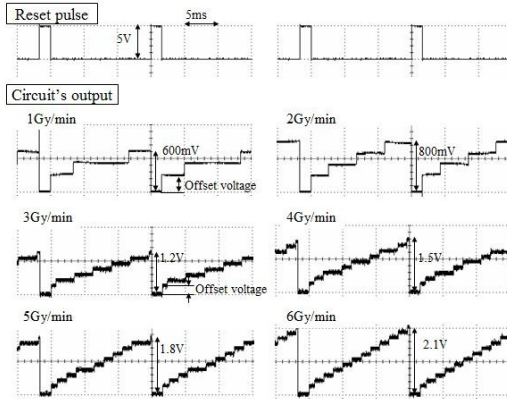 Reset pulse
5ms
5V
Circuit's output
1Gy/min
2Gy/min
600mV
800mV
Offset voltage
3Gy/min
4Gy/min
1.2V
1.5V
Offset voltage
5Gy/min
6Gy/min
1.8V
2.1V